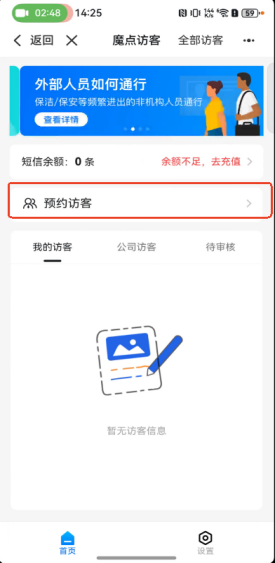 02:48 14:25 59
返回 魔点访客 全部访客
外部人员如何通行
保洁/保安等频繁进出的非机构人员通行
查看详情
短信余额：0 条 余额不足，去充值
预约访客
我的访客 公司访客 待审核
暂无访客信息
首页 设置